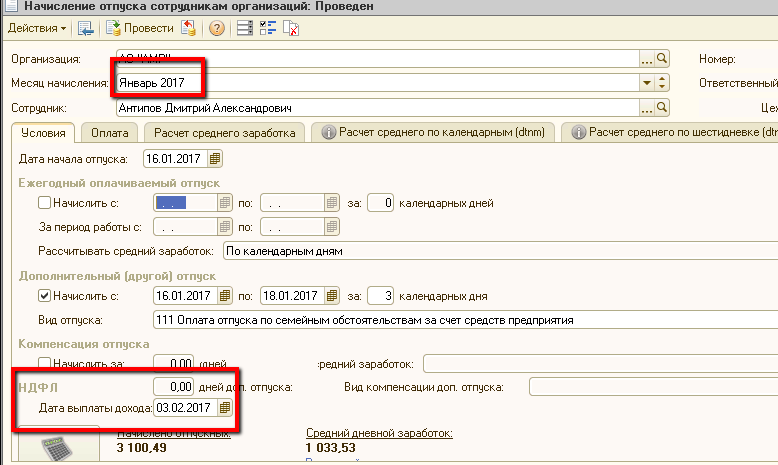 Начисление отпуска сотрудникам организаций: Проведен
Действия Провести
Организация: Номер:
Месяц начисления: Январь 2017 Ответственный
Сотрудник: Антипов Дмитрий Александрович Цех
Условия Оплата Расчет среднего заработка Расчет среднего по календарным (dtnm) Расчет среднего по шестидневке (dtn
Дата начала отпуска: 16.01.2017
Ежегодный оплачиваемый отпуск
Начислить с: . . по: . . за: 0 календарных дней
За период работы с: . . по: . .
Рассчитывать средний заработок: По календарным дням
Дополнительный (другой) отпуск
Начислить с: 16.01.2017 по: 18.01.2017 за: 3 календарных дня
Вид отпуска: 111 Оплата отпуска по семейным обстоятельствам за счет средств предприятия
Компенсация отпуска
Начислить за: 0,00 (дней средний заработок:
НДФЛ 0,00 дней доп. отпуска: Вид компенсации доп. отпуска:
Дата выплаты дохода: 03.02.2017
Начислено отпускных: Средний дневной заработок:
3 100,49 1 033,53